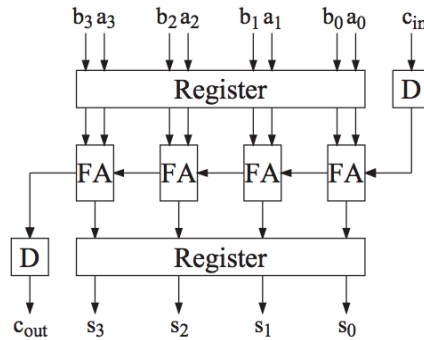 b3 a3 b2 a2 b1 a1 b0 a0 cin
Register D
FA FA FA FA
D Register
cout s3 s2 s1 s0